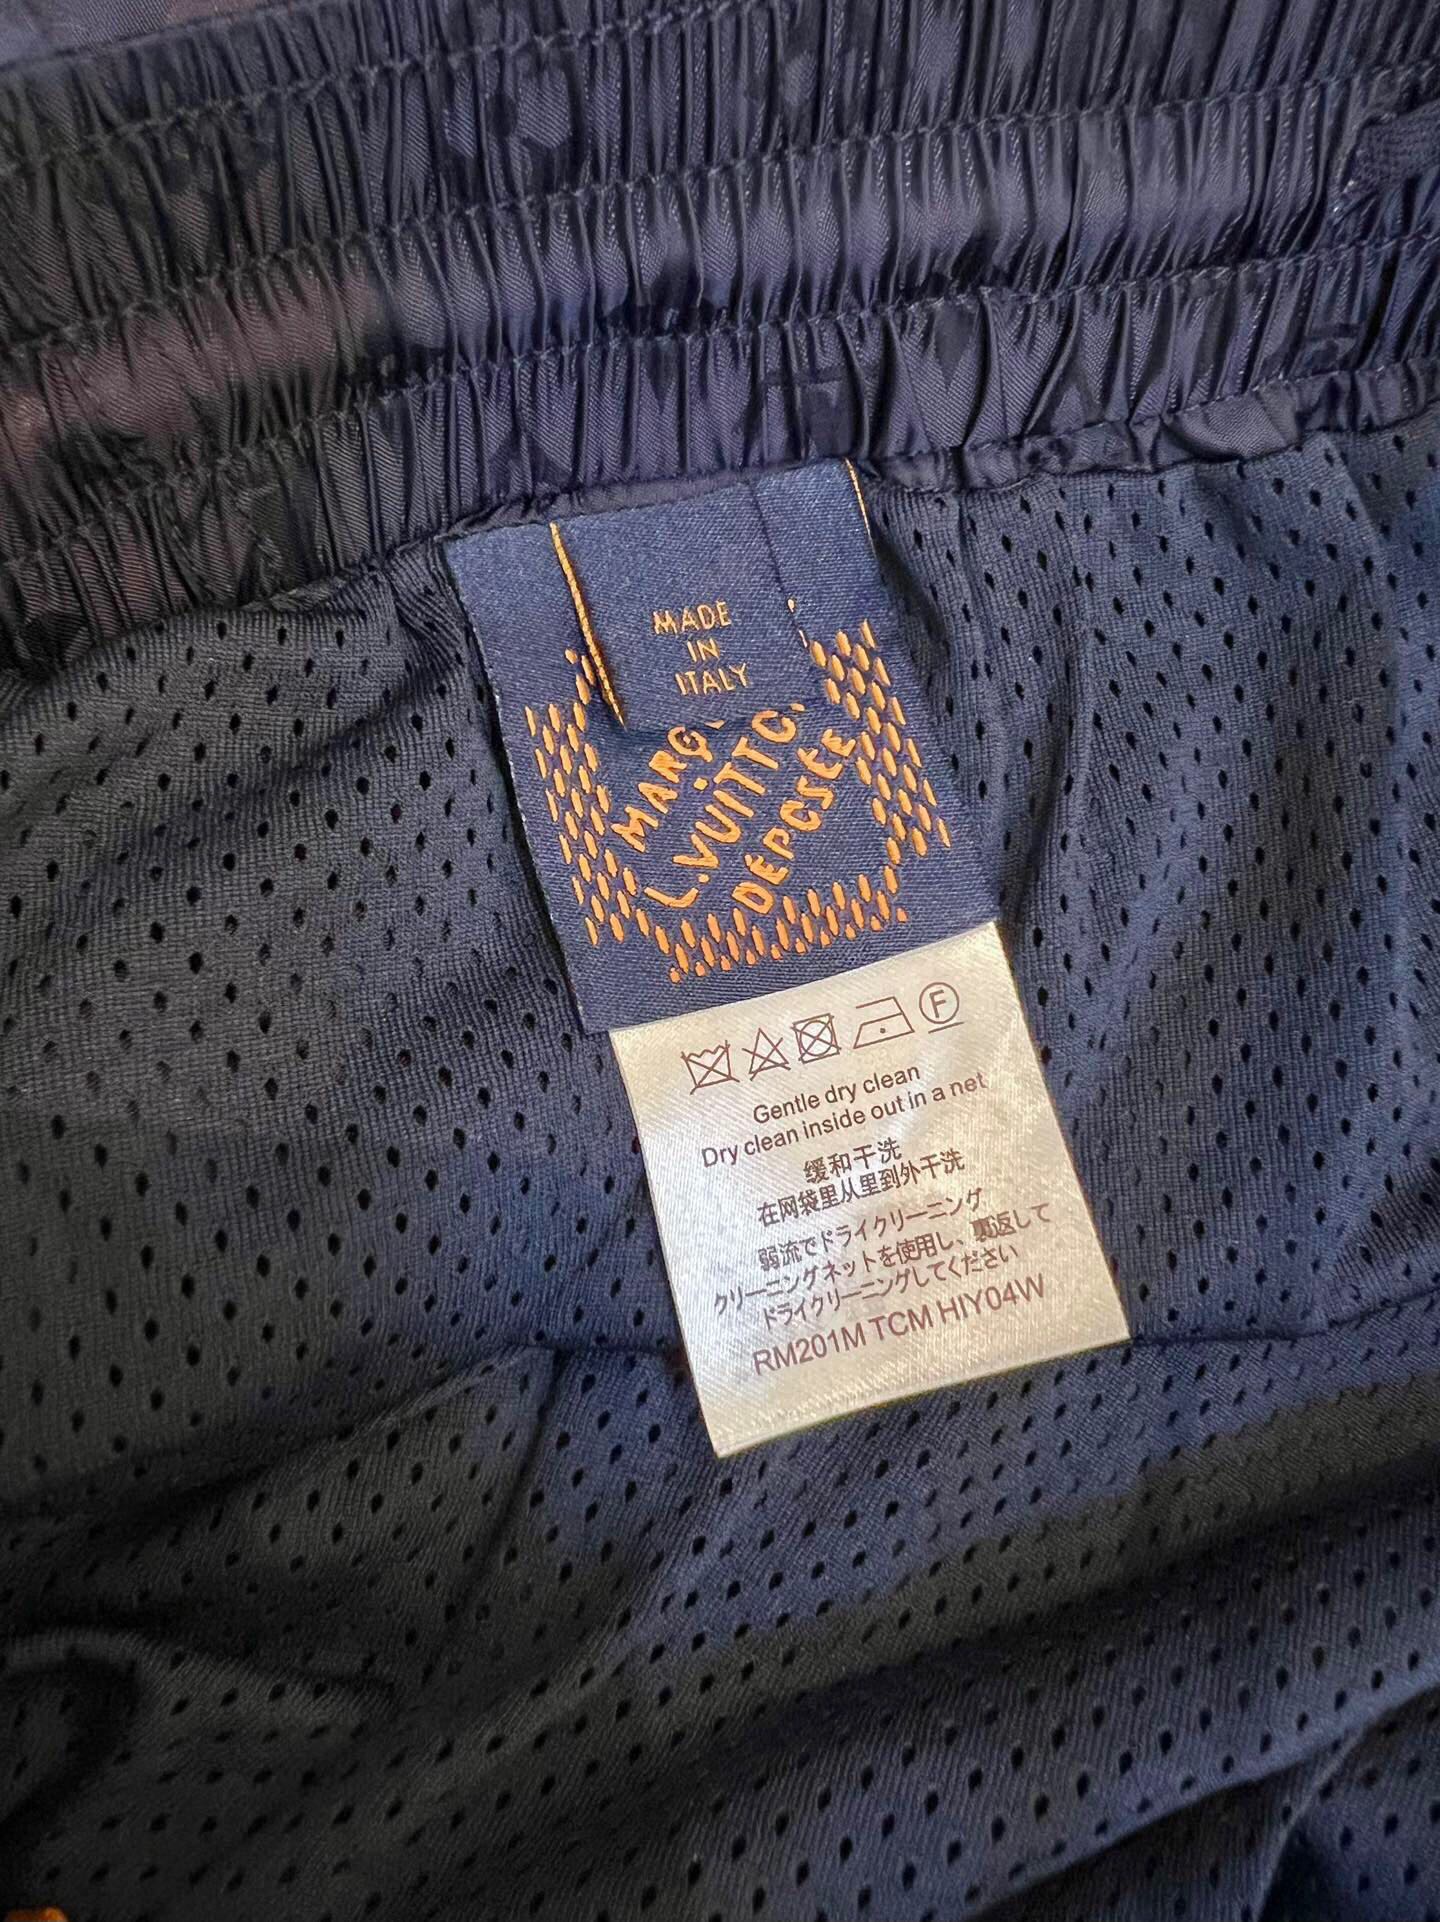 MADE
IN
ITALY
L.VUITTO
DEPOSÉE
F
Gentle dry clean
Dry clean inside out in a net
缓和干洗
在网袋里从里到外干洗
弱流でドライクリーニング
クリーニングネットを使用し、裏返して
ドライクリーニングしてください
RM201M TCM HIY04W